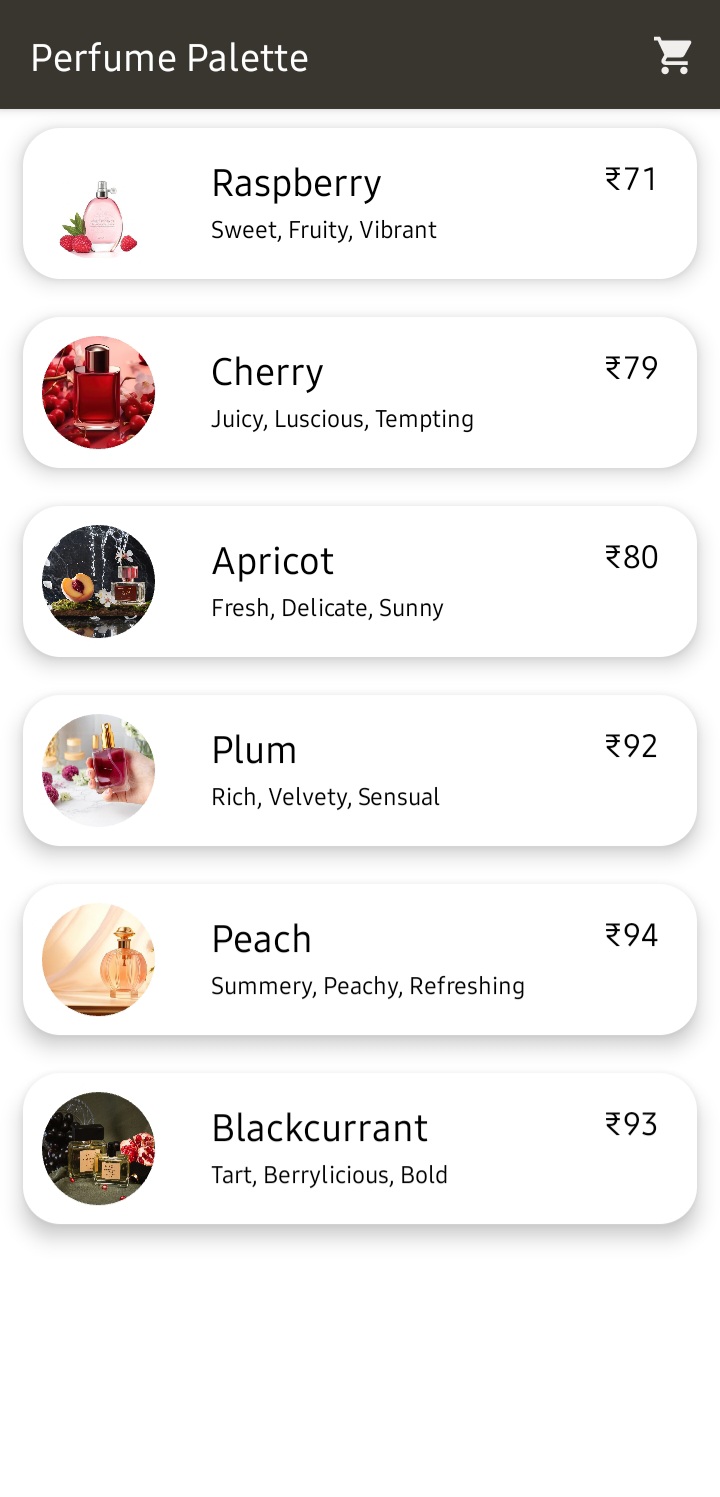 Perfume Palette
Raspberry ₹71
Sweet, Fruity, Vibrant
Cherry ₹79
Juicy, Luscious, Tempting
Apricot ₹80
Fresh, Delicate, Sunny
Plum ₹92
Rich, Velvety, Sensual
Peach ₹94
Summery, Peachy, Refreshing
Blackcurrant ₹93
Tart, Berrylicious, Bold